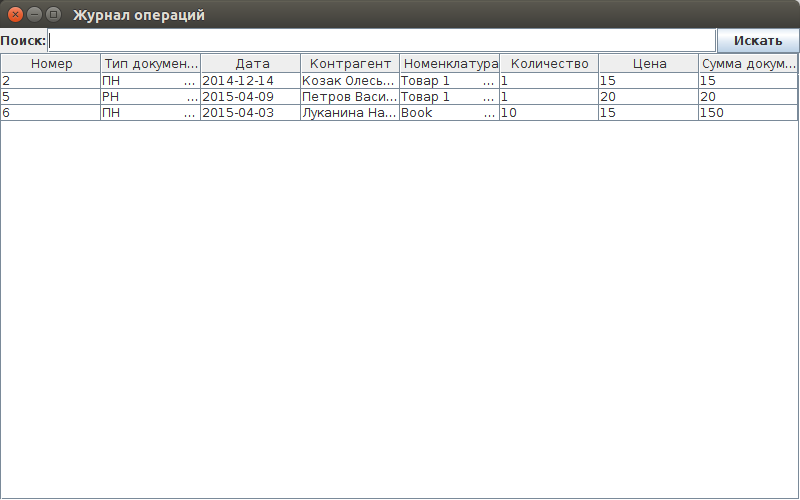 Журнал операций
Поиск: Искать
Номер Тип докумен... Дата Контрагент Номенклатура Количество Цена Сумма докум...
2 ПН ... 2014-12-14 Козак Олесь... Товар 1 ... 1 15 15
5 РН ... 2015-04-09 Петров Васи... Товар 1 ... 1 20 20
6 ПН ... 2015-04-03 Луканина На... Book ... 10 15 150